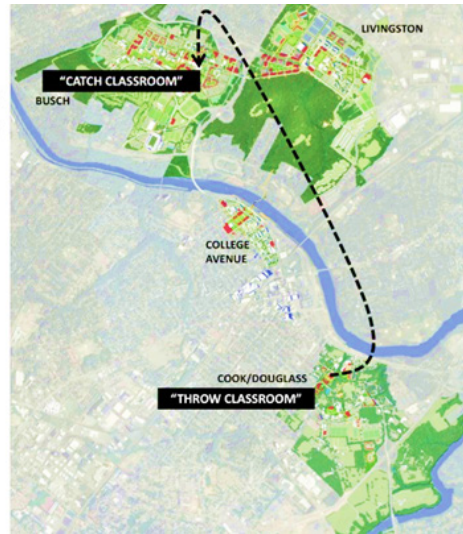 LIVINGSTON
“CATCH CLASSROOM”
BUSCH
COLLEGE
AVENUE
COOK/DOUGLASS
“THROW CLASSROOM”